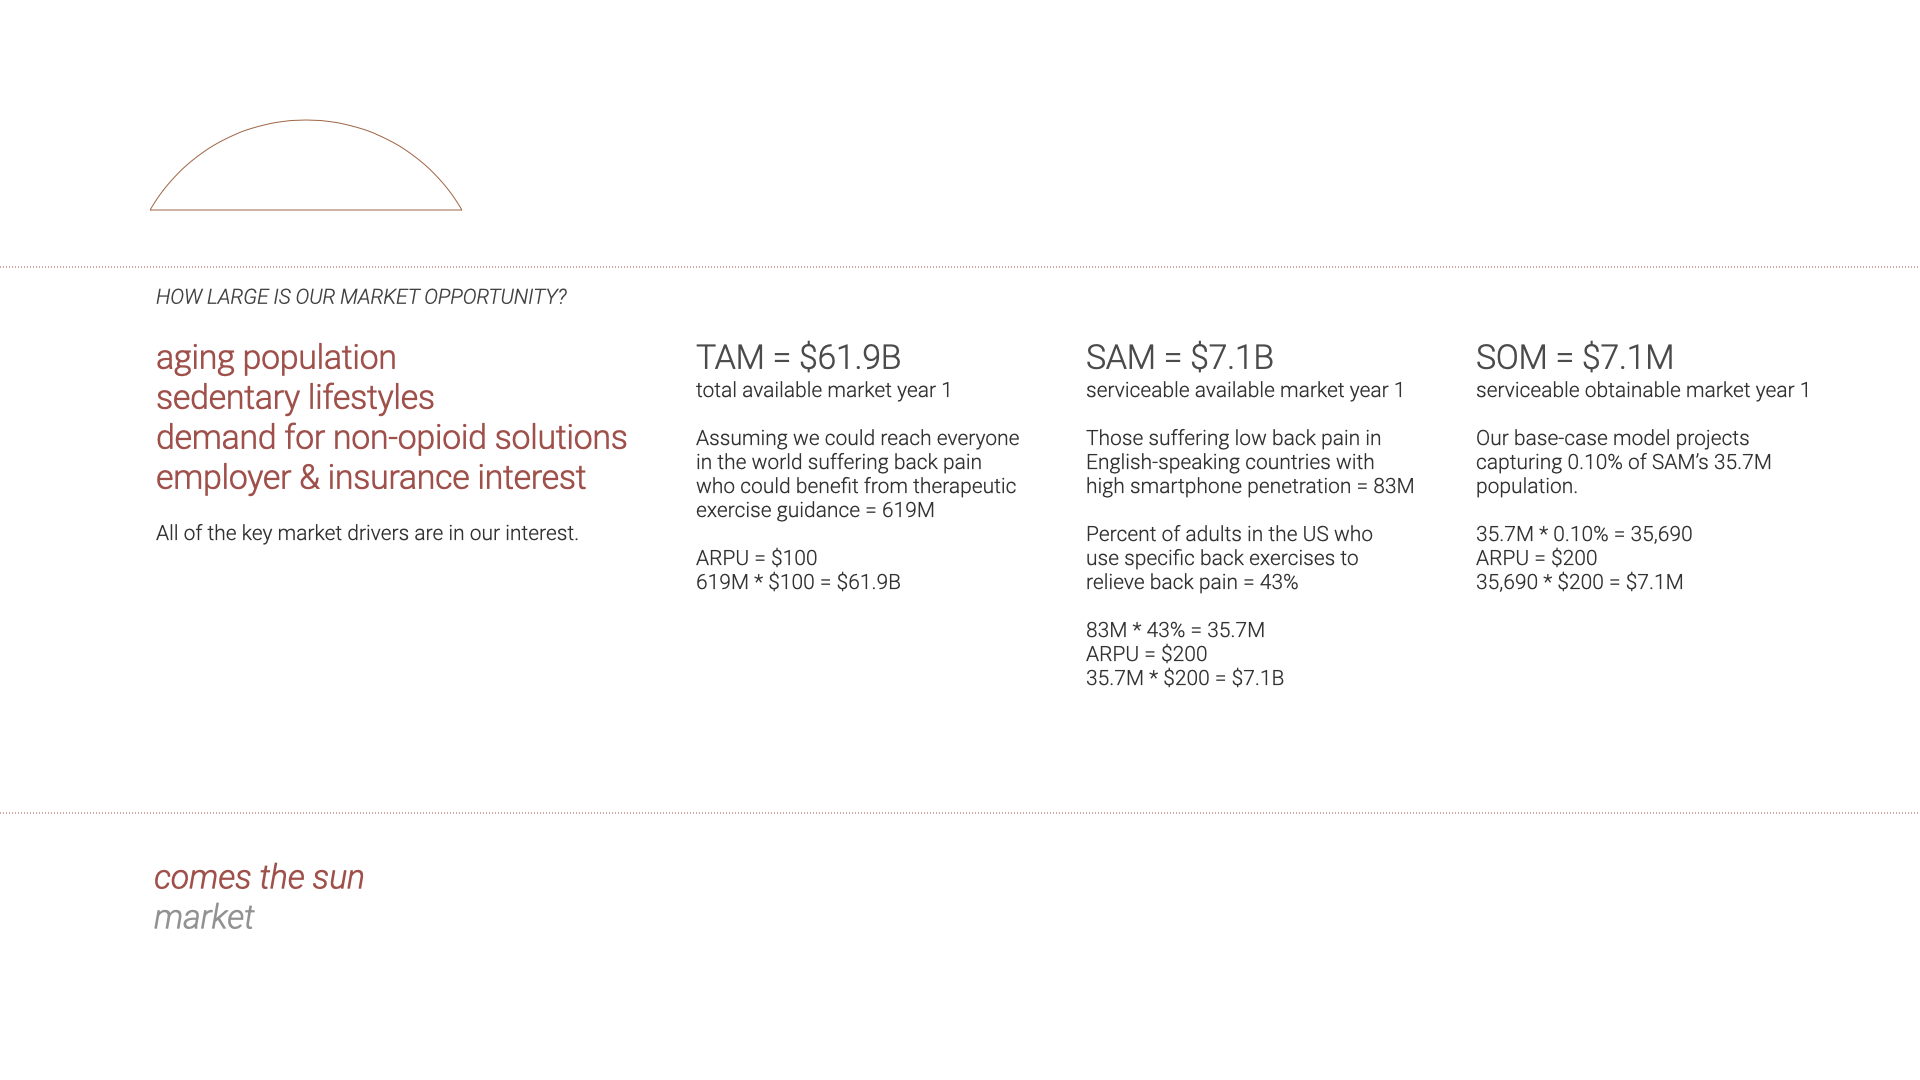 HOW LARGE IS OUR MARKET OPPORTUNITY?
aging population
sedentary lifestyles
demand for non-opioid solutions
employer & insurance interest
All of the key market drivers are in our interest.
TAM = $61.9B
total available market year 1
Assuming we could reach everyone
in the world suffering back pain
who could benefit from therapeutic
exercise guidance = 619M
ARPU = $100
619M * $100 = $61.9B
SAM = $7.1B
serviceable available market year 1
Those suffering low back pain in
English-speaking countries with
high smartphone penetration = 83M
Percent of adults in the US who
use specific back exercises to
relieve back pain = 43%
83M * 43% = 35.7M
ARPU = $200
35.7M * $200 = $7.1B
SOM = $7.1M
serviceable obtainable market year 1
Our base-case model projects
capturing 0.10% of SAM’s 35.7M
population.
35.7M * 0.10% = 35,690
ARPU = $200
35,690 * $200 = $7.1M
comes the sun
market